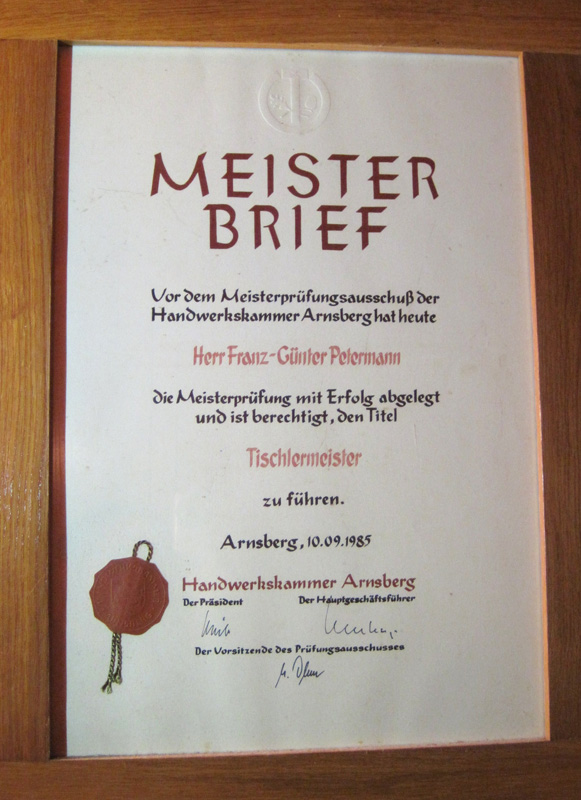 MEISTER
BRIEF
Vor dem Meisterprüfungsausschuß der
Handwerkskammer Arnsberg hat heute
Herr Franz-Günter Petermann
die Meisterprüfung mit Erfolg abgelegt
und ist berechtigt, den Titel
Tischlermeister
zu führen.
Arnsberg, 10.09.1985
Handwerkskammer Arnsberg
Der Präsident Der Hauptgeschäftsführer
Der Vorsitzende des Prüfungsausschusses